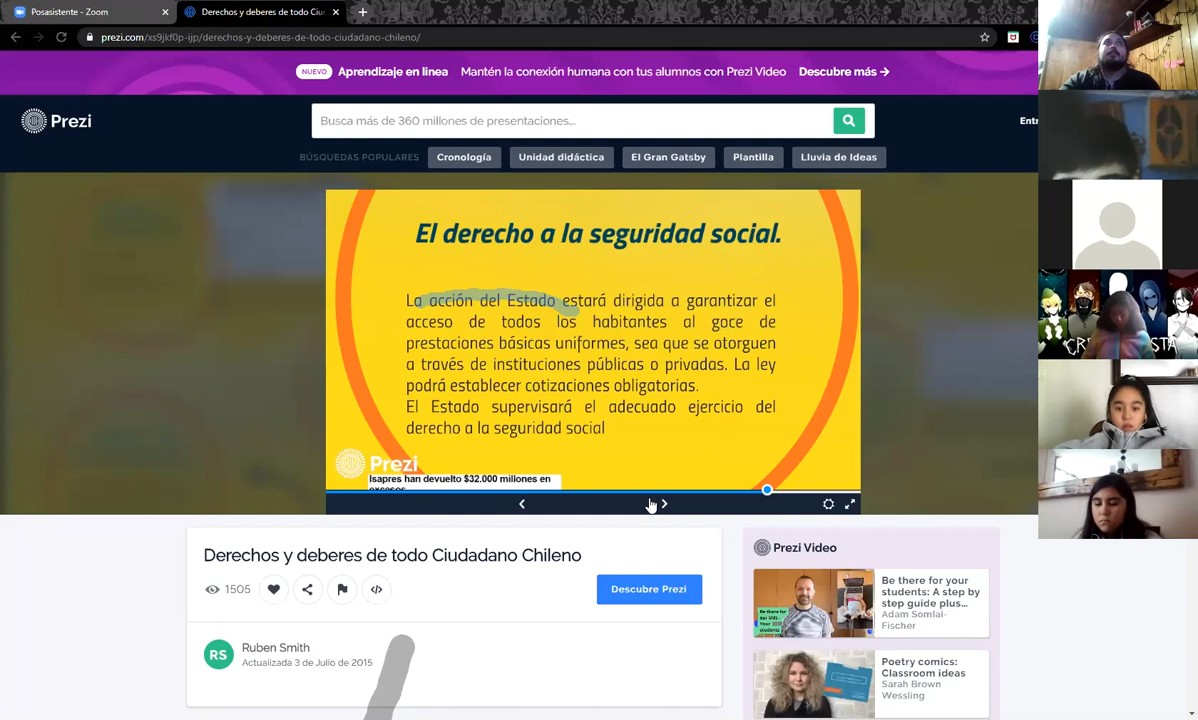 Posasistente - Zoom
Derechos y deberes de todo Ciu
prezi.com/xs9jkf0p-ijp/derechos-y-deberes-de-todo-ciudadano-chileno/
NUEVO Aprendizaje en linea Mantén la conexión humana con tus alumnos con Prezi Video Descubre más
Prezi
Busca más de 360 millones de presentaciones...
Entr
BÚSQUEDAS POPULARES Cronología Unidad didáctica El Gran Gatsby Plantilla Lluvia de Ideas
El derecho a la seguridad social.
La acción del Estado estará dirigida a garantizar el
acceso de todos los habitantes al goce de
prestaciones básicas uniformes, sea que se otorguen
a través de instituciones públicas o privadas. La ley
podrá establecer cotizaciones obligatorias.
El Estado supervisará el adecuado ejercicio del
derecho a la seguridad social
Prezi
Isapres han devuelto $32.000 millones en
Derechos y deberes de todo Ciudadano Chileno
1505
Descubre Prezi
RS
Ruben Smith
Actualizada 3 de Julio de 2015
Prezi Video
Be there for your
students: A step by
step guide plus...
Adam Somlai-
Fischer
Poetry comics:
Classroom ideas
Sarah Brown
Wessling